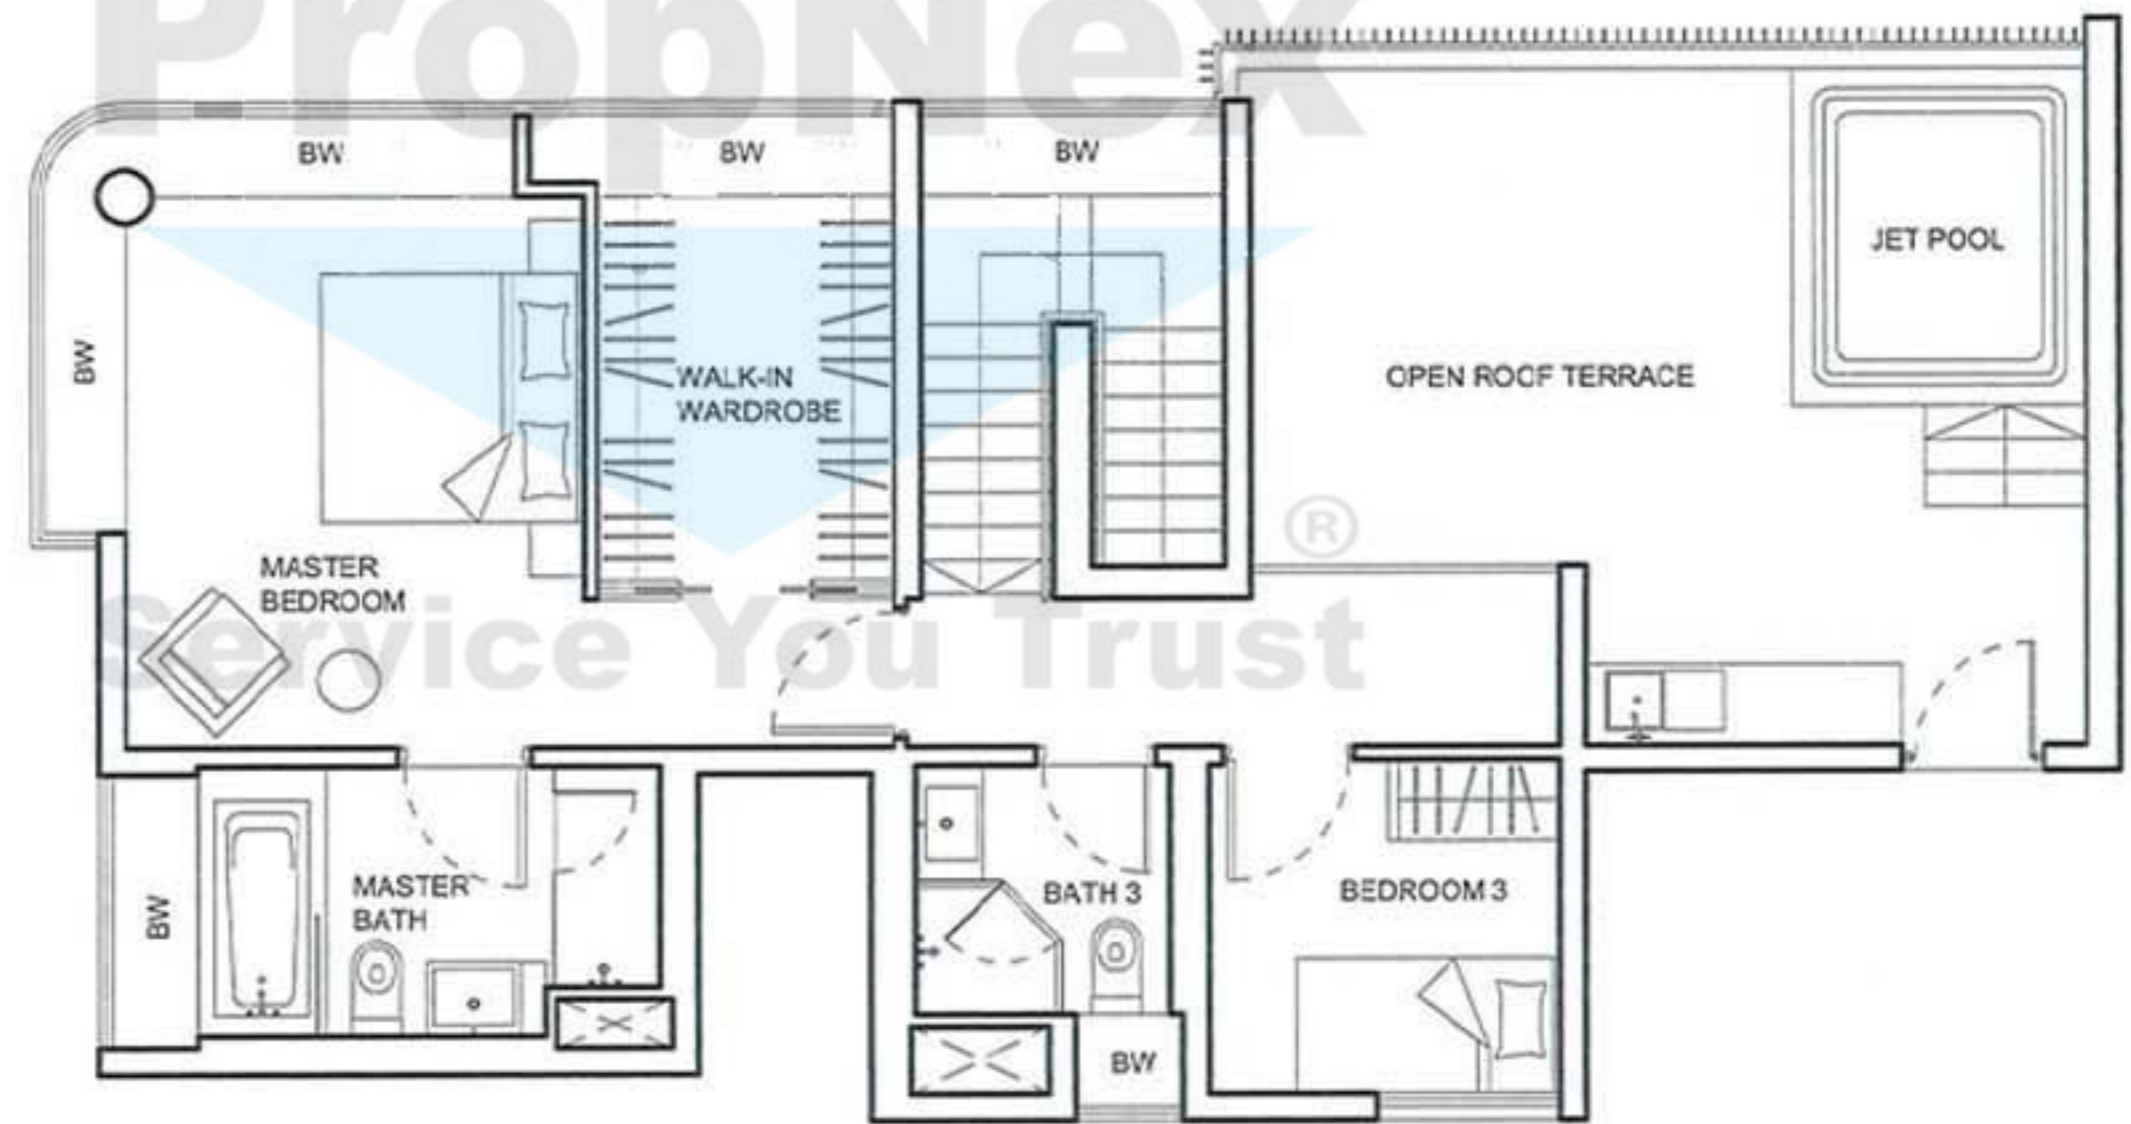 PropNex
BW
BW
BW
JET POOL
BW
WALK-IN
WARDROBE
OPEN ROOF TERRACE
®
MASTER
BEDROOM
Service You Trust
MASTER
BATH
BATH 3
BEDROOM 3
BW
BW